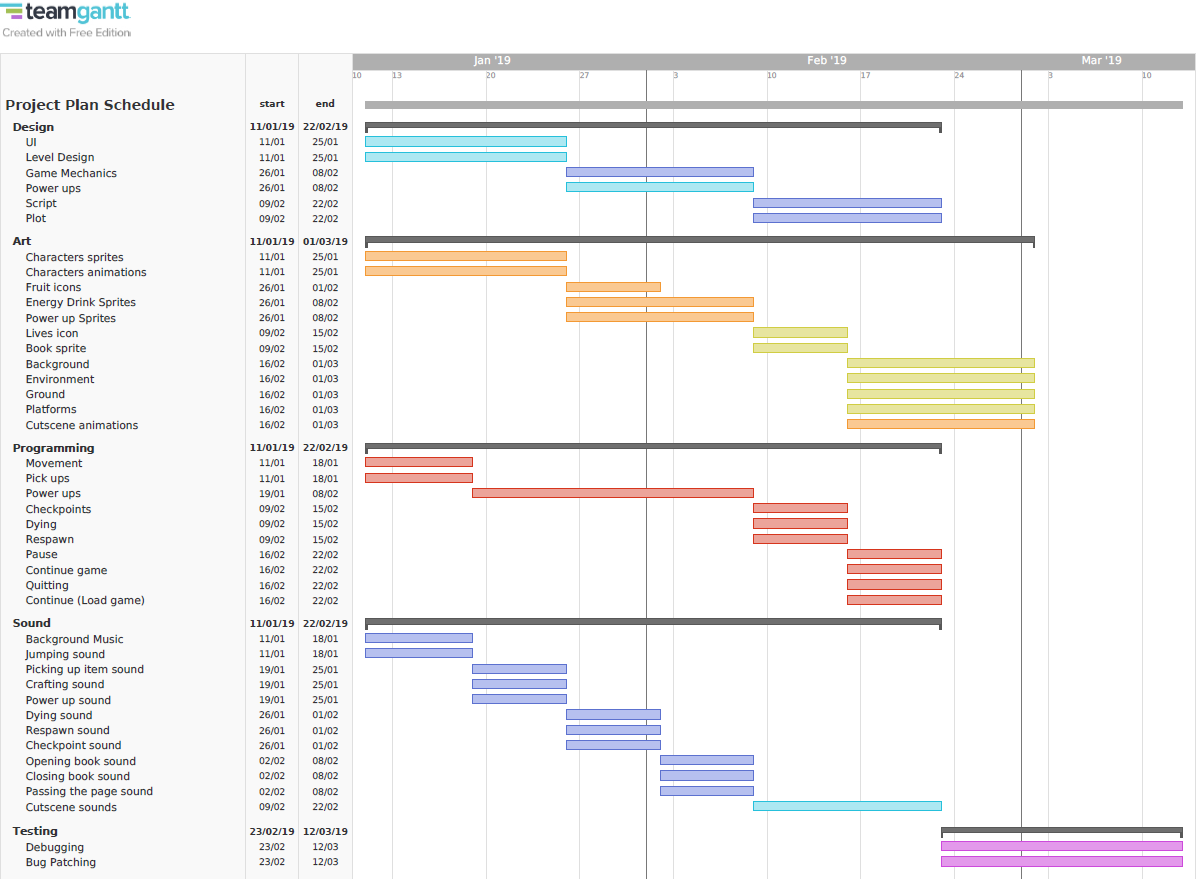 teamgantt
Created with Free Edition
Jan '19 Feb '19 Mar '19
10 13 20 27 3 10 17 24 3 10
Project Plan Schedule start end
Design 11/01/19 22/02/19
UI 11/01 25/01
Level Design 11/01 25/01
Game Mechanics 26/01 08/02
Power ups 26/01 08/02
Script 09/02 22/02
Plot 09/02 22/02
Art 11/01/19 01/03/19
Characters sprites 11/01 25/01
Characters animations 11/01 25/01
Fruit icons 26/01 01/02
Energy Drink Sprites 26/01 08/02
Power up Sprites 26/01 08/02
Lives icon 09/02 15/02
Book sprite 09/02 15/02
Background 16/02 01/03
Environment 16/02 01/03
Ground 16/02 01/03
Platforms 16/02 01/03
Cutscene animations 16/02 01/03
Programming 11/01/19 22/02/19
Movement 11/01 18/01
Pick ups 11/01 18/01
Power ups 19/01 08/02
Checkpoints 09/02 15/02
Dying 09/02 15/02
Respawn 09/02 15/02
Pause 16/02 22/02
Continue game 16/02 22/02
Quitting 16/02 22/02
Continue (Load game) 16/02 22/02
Sound 11/01/19 22/02/19
Background Music 11/01 18/01
Jumping sound 11/01 18/01
Picking up item sound 19/01 25/01
Crafting sound 19/01 25/01
Power up sound 19/01 25/01
Dying sound 26/01 01/02
Respawn sound 26/01 01/02
Checkpoint sound 26/01 01/02
Opening book sound 02/02 08/02
Closing book sound 02/02 08/02
Passing the page sound 02/02 08/02
Cutscene sounds 09/02 22/02
Testing 23/02/19 12/03/19
Debugging 23/02 12/03
Bug Patching 23/02 12/03